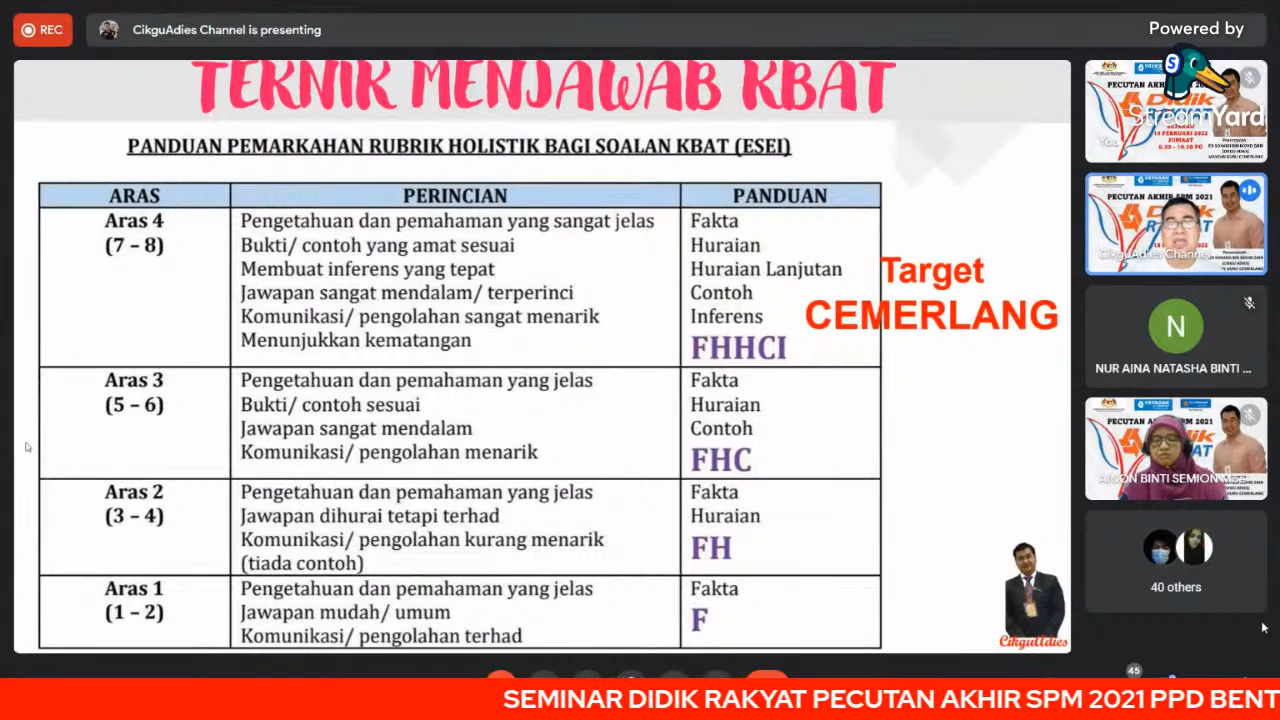 REC
CikguAdies Channel is presenting
Powered by
StreamYard
TEKNIK MENJAWAB KBAT
PANDUAN PEMARKAHAN RUBRIK HOLISTIK BAGI SOALAN KBAT (ESEI)
ARAS PERINCIAN PANDUAN
Aras 4 Pengetahuan dan pemahaman yang sangat jelas Fakta
(7 – 8) Bukti/ contoh yang amat sesuai Huraian
Membuat inferens yang tepat Huraian Lanjutan
Jawapan sangat mendalam/ terperinci Contoh
Komunikasi/ pengolahan sangat menarik Inferens
Menunjukkan kematangan FHHCI
Target
CEMERLANG
Aras 3 Pengetahuan dan pemahaman yang jelas Fakta
(5 – 6) Bukti/ contoh sesuai Huraian
Jawapan sangat mendalam Contoh
Komunikasi/ pengolahan menarik FHC
Aras 2 Pengetahuan dan pemahaman yang jelas Fakta
(3 – 4) Jawapan dihurai tetapi terhad Huraian
Komunikasi/ pengolahan kurang menarik FH
(tiada contoh)
Aras 1 Pengetahuan dan pemahaman yang jelas Fakta
(1 – 2) Jawapan mudah/ umum F
Komunikasi/ pengolahan terhad
CikguAdies
You
CikguAdies Channel
N
NUR AINA NATASHA BINTI ...
AINON BINTI SEMION
40 others
45
SEMINAR DIDIK RAKYAT PECUTAN AKHIR SPM 2021 PPD BENT